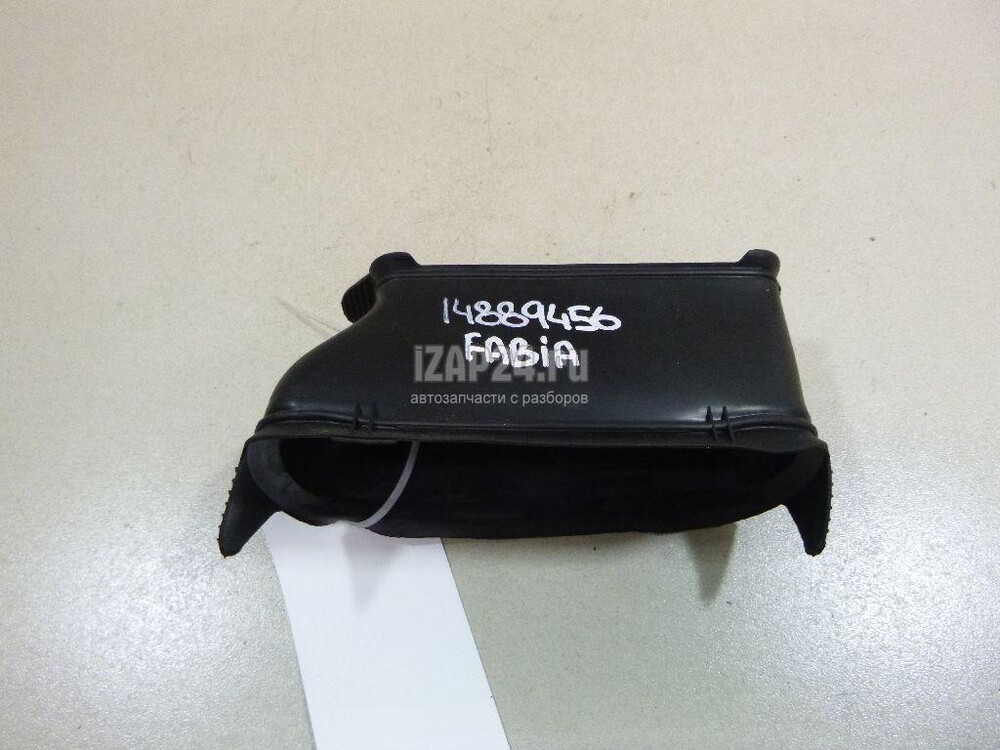 14889456
FABiA
iZAP24.ru
автозапчасти с разборов